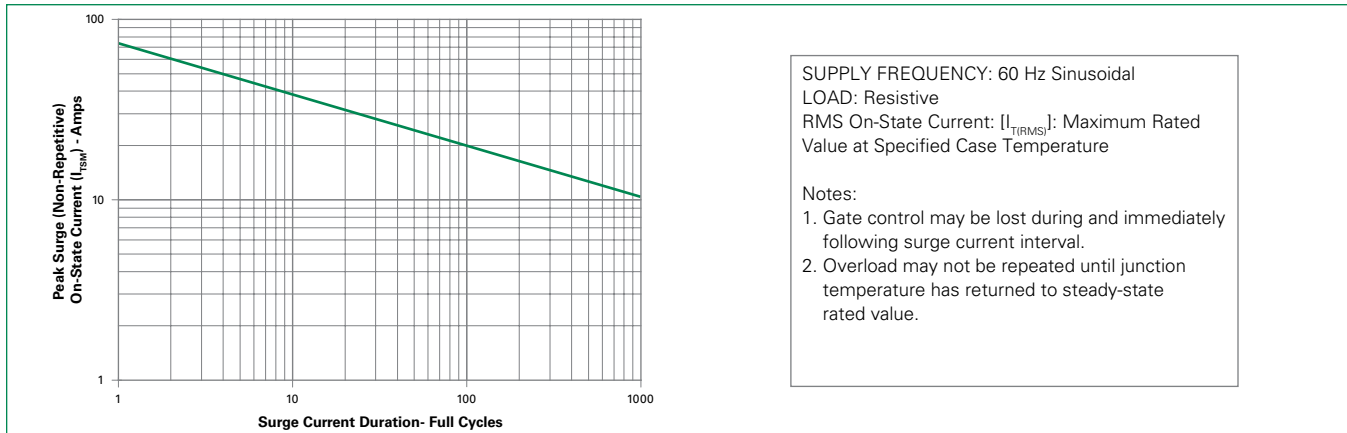 100
10
1
1
10
100
1000
Peak Surge (Non-Repetitive)
On-State Current (I_TSM) - Amps
Surge Current Duration- Full Cycles
SUPPLY FREQUENCY: 60 Hz Sinusoidal
LOAD: Resistive
RMS On-State Current: [I_T(RMS)]: Maximum Rated
Value at Specified Case Temperature
Notes:
1. Gate control may be lost during and immediately
following surge current interval.
2. Overload may not be repeated until junction
temperature has returned to steady-state
rated value.